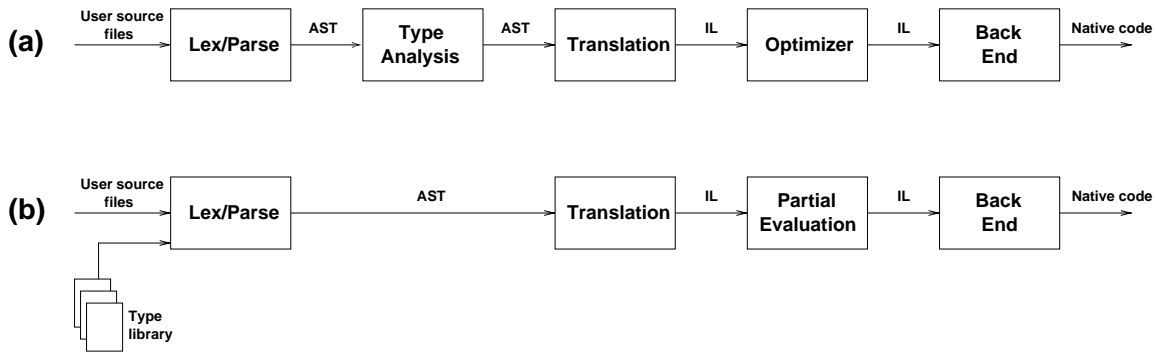 (a)
User source
files
Lex/Parse
AST
Type
Analysis
AST
Translation
IL
Optimizer
IL
Back
End
Native code
(b)
User source
files
Lex/Parse
AST
Translation
IL
Partial
Evaluation
IL
Back
End
Native code
Type
library